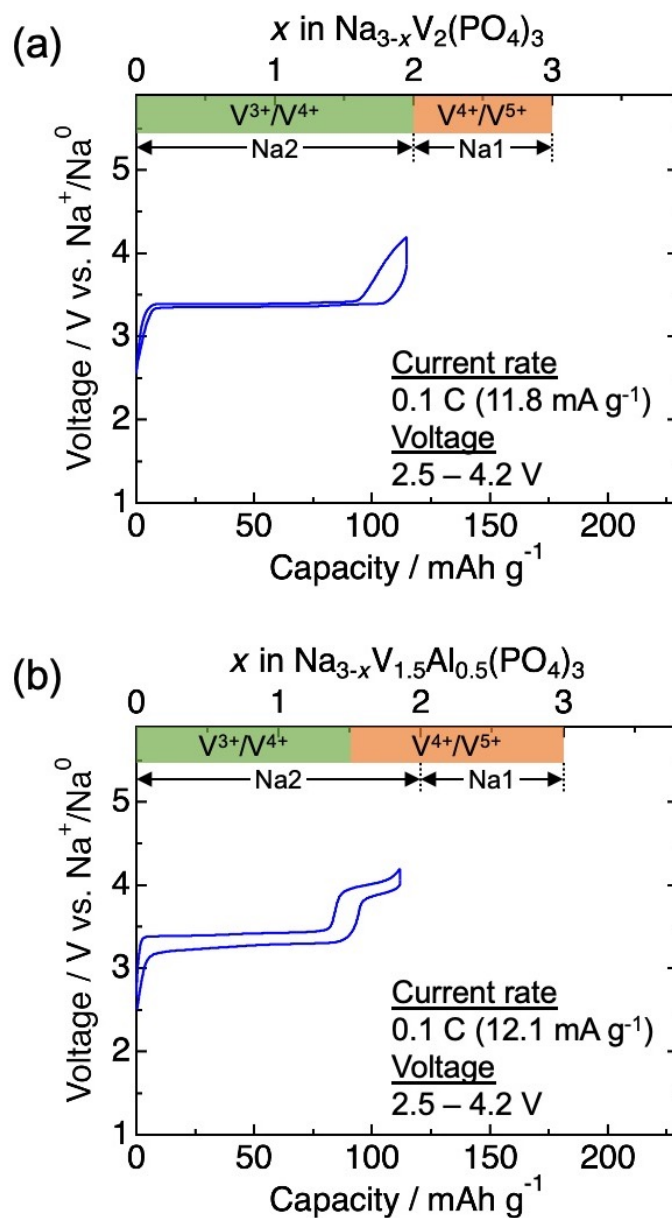 (a)
x in Na3-xV2(PO4)3
0 1 2 3
V3+/V4+ V4+/V5+
Na2 Na1
5
4
3
2
1
Voltage / V vs. Na+/Na0
Current rate
0.1 C (11.8 mA g-1)
Voltage
2.5 – 4.2 V
0 50 100 150 200
Capacity / mAh g-1
(b)
x in Na3-xV1.5Al0.5(PO4)3
0 1 2 3
V3+/V4+ V4+/V5+
Na2 Na1
5
4
3
2
1
Voltage / V vs. Na+/Na0
Current rate
0.1 C (12.1 mA g-1)
Voltage
2.5 – 4.2 V
0 50 100 150 200
Capacity / mAh g-1